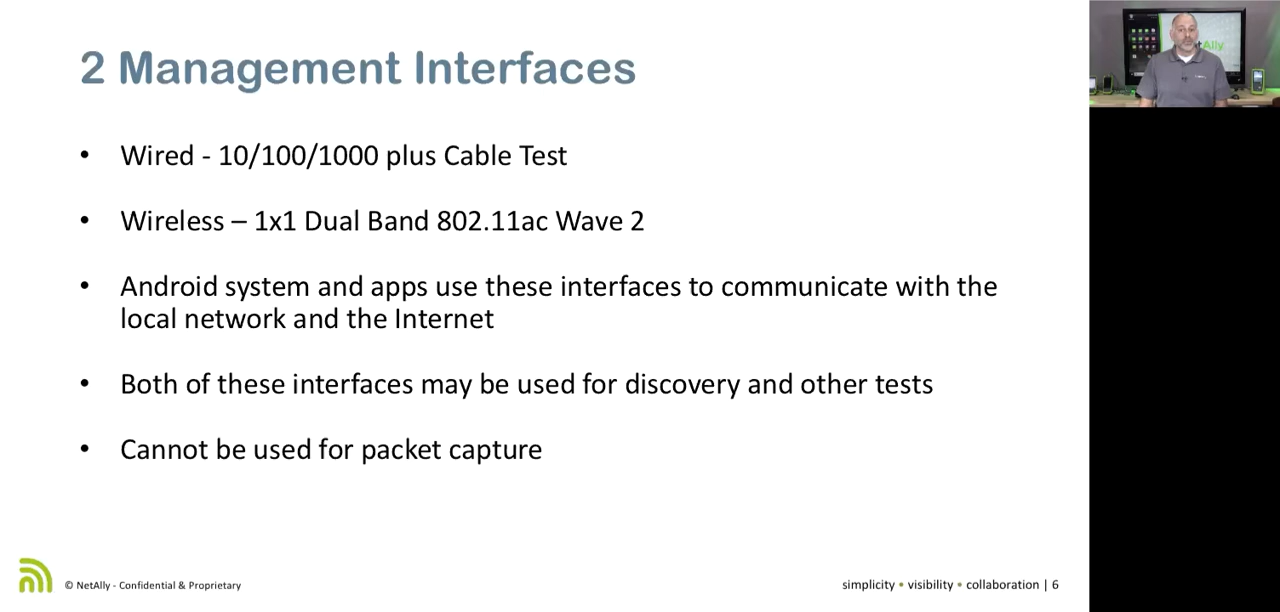 2 Management Interfaces
• Wired - 10/100/1000 plus Cable Test
• Wireless – 1x1 Dual Band 802.11ac Wave 2
• Android system and apps use these interfaces to communicate with the
local network and the Internet
• Both of these interfaces may be used for discovery and other tests
• Cannot be used for packet capture
© NetAlly - Confidential & Proprietary
simplicity • visibility • collaboration | 6